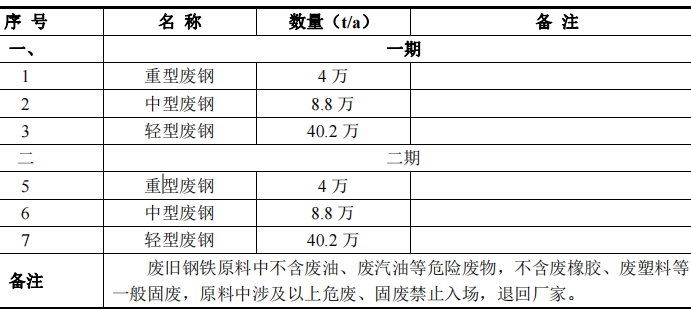 序 号 名 称 数量（t/a） 备 注
一、 一期
1 重型废钢 4 万
2 中型废钢 8.8 万
3 轻型废钢 40.2 万
二 二期
5 重型废钢 4 万
6 中型废钢 8.8 万
7 轻型废钢 40.2 万
备注 废旧钢铁原料中不含废油、废汽油等危险废物，不含废橡胶、废塑料等
一般固废，原料中涉及以上危废、固废禁止入场，退回厂家。